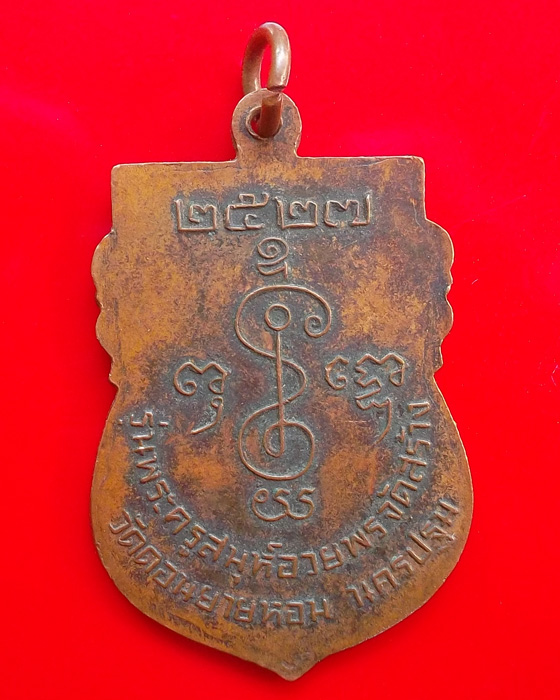 ๒๕๒๗
รุ่นพระครูสมุห์อวยพร จัดสร้าง
วัดดอนยายหอม นครปฐม